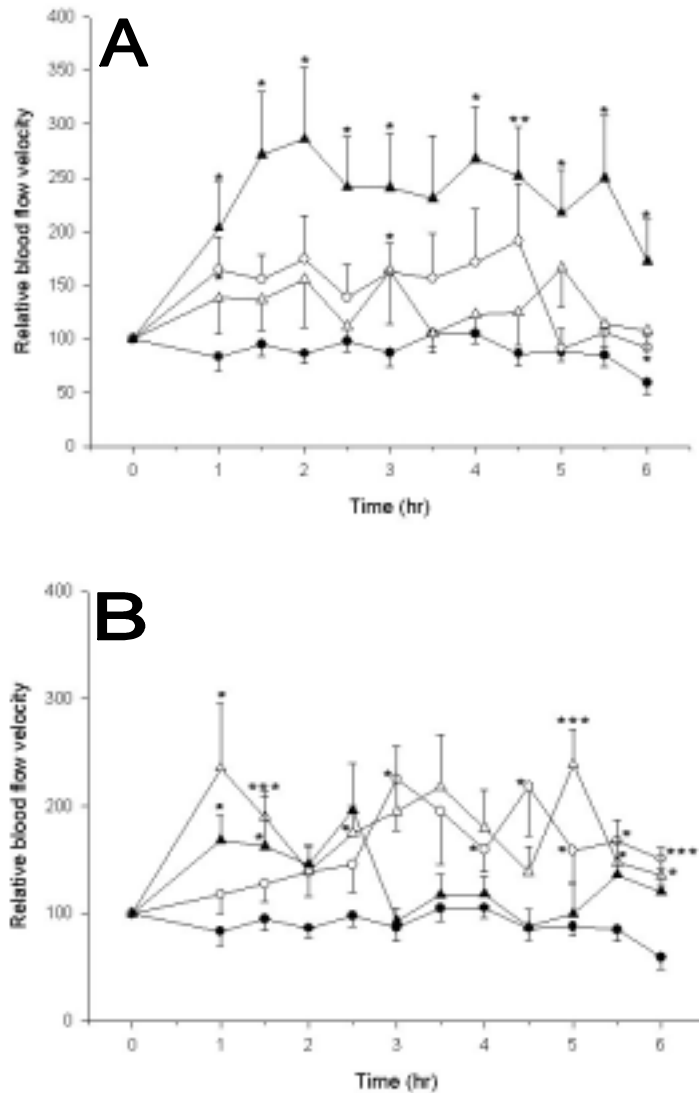 A
400
350
300
250
200
150
100
50
0
Relative blood flow velocity
* * * * * * ** * * * * *
0 1 2 3 4 5 6
Time (hr)
B
400
300
200
100
0
Relative blood flow velocity
* *** * * * * * * *** * * * *** *
0 1 2 3 4 5 6
Time (hr)